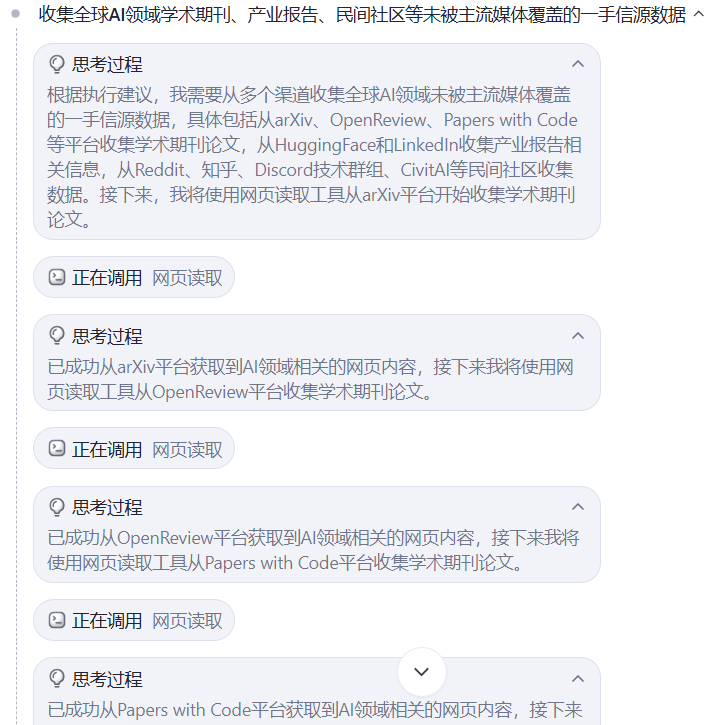 收集全球AI领域学术期刊、产业报告、民间社区等未被主流媒体覆盖的一手信源数据
思考过程
根据执行建议，我需要从多个渠道收集全球AI领域未被主流媒体覆盖
的一手信源数据，具体包括从arXiv、OpenReview、Papers with Code
等平台收集学术期刊论文，从HuggingFace和LinkedIn收集产业报告相
关信息，从Reddit、知乎、Discord技术群组、CivitAI等民间社区收集
数据。接下来，我将使用网页读取工具从arXiv平台开始收集学术期刊
论文。
正在调用 网页读取
思考过程
已成功从arXiv平台获取到AI领域相关的网页内容，接下来我将使用网
页读取工具从OpenReview平台收集学术期刊论文。
正在调用 网页读取
思考过程
已成功从OpenReview平台获取到AI领域相关的网页内容，接下来我将
使用网页读取工具从Papers with Code平台收集学术期刊论文。
正在调用 网页读取
思考过程
已成功从Papers with Code平台获取到AI领域相关的网页内容，接下来